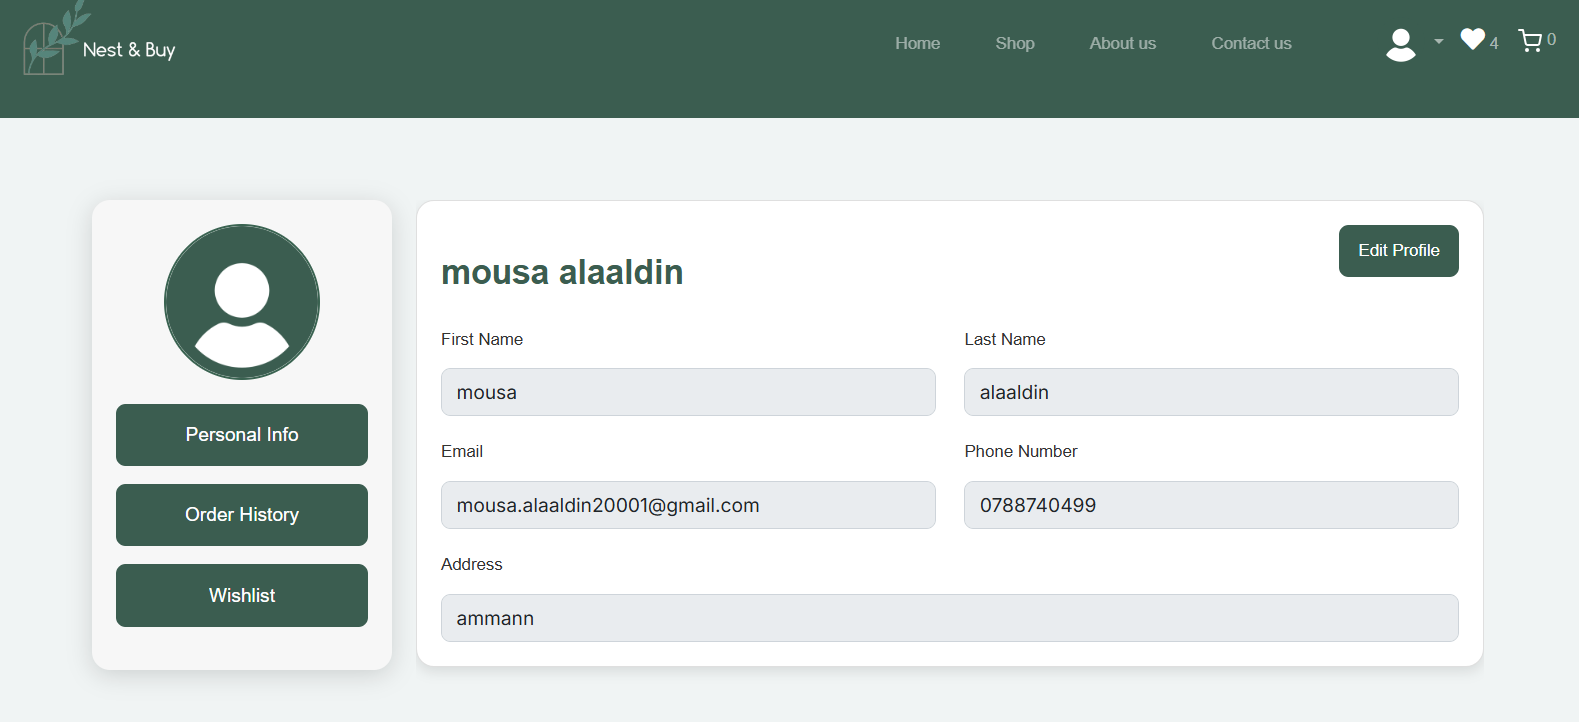 Nest & Buy
Home Shop About us Contact us 4 0
Personal Info
Order History
Wishlist
Edit Profile
mousa alaaldin
First Name Last Name
mousa alaaldin
Email Phone Number
mousa.alaaldin20001@gmail.com 0788740499
Address
ammann